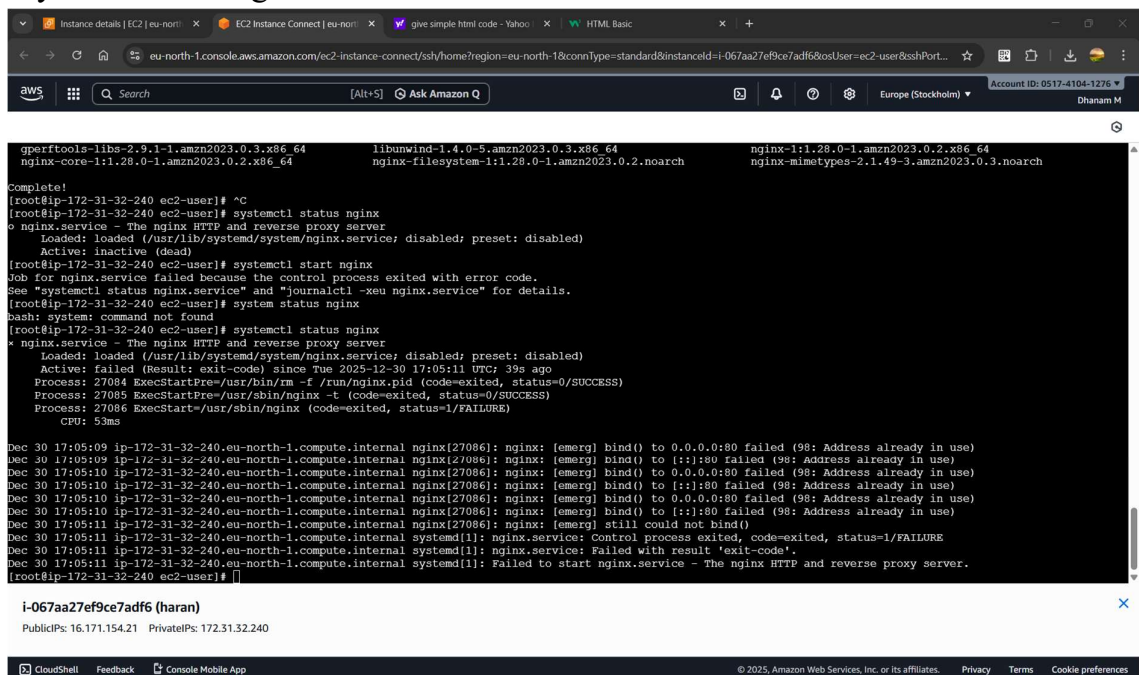 Instance details | EC2 | eu-nort
EC2 Instance Connect | eu-nort
give simple html code - Yahoo
HTML Basic
eu-north-1.console.aws.amazon.com/ec2-instance-connect/ssh/home?region=eu-north-1&connType=standard&instanceId=i-067aa27ef9ce7adf6&osUser=ec2-user&sshPort...
aws Search [Alt+S] Ask Amazon Q Europe (Stockholm) ▼ Account ID: 0517-4104-1276 ▼
Dhanam M
gperftools-libs-2.9.1-1.amzn2023.0.3.x86_64 libunwind-1.4.0-5.amzn2023.0.3.x86_64 nginx-1:1.28.0-1.amzn2023.0.2.x86_64
nginx-core-1:1.28.0-1.amzn2023.0.2.x86_64 nginx-filesystem-1:1.28.0-1.amzn2023.0.2.noarch nginx-mimetypes-2.1.49-3.amzn2023.0.3.noarch
Complete!
[root@ip-172-31-32-240 ec2-user]# ^C
[root@ip-172-31-32-240 ec2-user]# systemctl status nginx
o nginx.service - The nginx HTTP and reverse proxy server
Loaded: loaded (/usr/lib/systemd/system/nginx.service; disabled; preset: disabled)
Active: inactive (dead)
[root@ip-172-31-32-240 ec2-user]# systemctl start nginx
Job for nginx.service failed because the control process exited with error code.
See "systemctl status nginx.service" and "journalctl -xeu nginx.service" for details.
[root@ip-172-31-32-240 ec2-user]# system status nginx
bash: system: command not found
[root@ip-172-31-32-240 ec2-user]# systemctl status nginx
× nginx.service - The nginx HTTP and reverse proxy server
Loaded: loaded (/usr/lib/systemd/system/nginx.service; disabled; preset: disabled)
Active: failed (Result: exit-code) since Tue 2025-12-30 17:05:11 UTC; 39s ago
Process: 27084 ExecStartPre=/usr/bin/rm -f /run/nginx.pid (code=exited, status=0/SUCCESS)
Process: 27085 ExecStartPre=/usr/sbin/nginx -t (code=exited, status=0/SUCCESS)
Process: 27086 ExecStart=/usr/sbin/nginx (code=exited, status=1/FAILURE)
CPU: 53ms
Dec 30 17:05:09 ip-172-31-32-240.eu-north-1.compute.internal nginx[27086]: nginx: [emerg] bind() to 0.0.0.0:80 failed (98: Address already in use)
Dec 30 17:05:09 ip-172-31-32-240.eu-north-1.compute.internal nginx[27086]: nginx: [emerg] bind() to [::]:80 failed (98: Address already in use)
Dec 30 17:05:10 ip-172-31-32-240.eu-north-1.compute.internal nginx[27086]: nginx: [emerg] bind() to 0.0.0.0:80 failed (98: Address already in use)
Dec 30 17:05:10 ip-172-31-32-240.eu-north-1.compute.internal nginx[27086]: nginx: [emerg] bind() to [::]:80 failed (98: Address already in use)
Dec 30 17:05:10 ip-172-31-32-240.eu-north-1.compute.internal nginx[27086]: nginx: [emerg] bind() to 0.0.0.0:80 failed (98: Address already in use)
Dec 30 17:05:10 ip-172-31-32-240.eu-north-1.compute.internal nginx[27086]: nginx: [emerg] bind() to [::]:80 failed (98: Address already in use)
Dec 30 17:05:11 ip-172-31-32-240.eu-north-1.compute.internal nginx[27086]: nginx: [emerg] still could not bind()
Dec 30 17:05:11 ip-172-31-32-240.eu-north-1.compute.internal systemd[1]: nginx.service: Control process exited, code=exited, status=1/FAILURE
Dec 30 17:05:11 ip-172-31-32-240.eu-north-1.compute.internal systemd[1]: nginx.service: Failed with result 'exit-code'.
Dec 30 17:05:11 ip-172-31-32-240.eu-north-1.compute.internal systemd[1]: Failed to start nginx.service - The nginx HTTP and reverse proxy server.
[root@ip-172-31-32-240 ec2-user]#
i-067aa27ef9ce7adf6 (haran)
PublicIPs: 16.171.154.21 PrivateIPs: 172.31.32.240
CloudShell Feedback Console Mobile App © 2025, Amazon Web Services, Inc. or its affiliates. Privacy Terms Cookie preferences